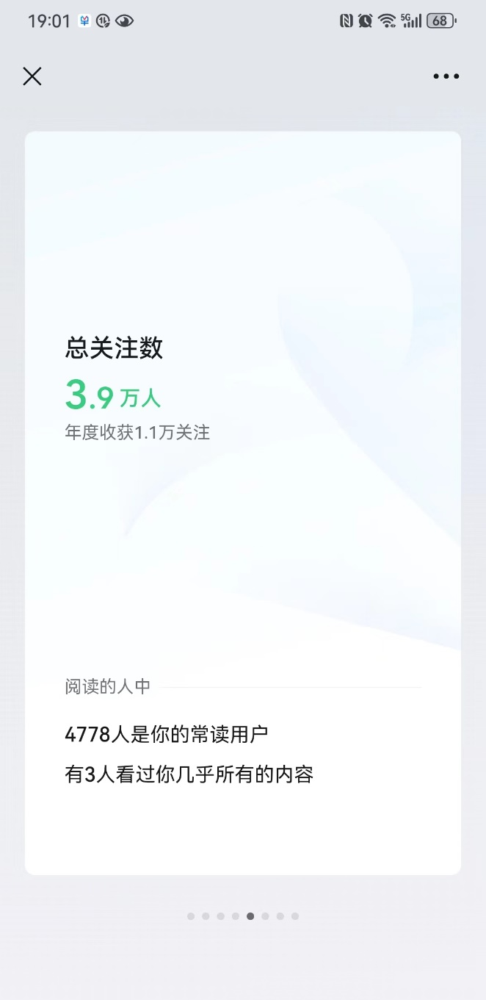 19:01
5G
68
总关注数
3.9万人
年度收获1.1万关注
阅读的人中
4778人是你的常读用户
有3人看过你几乎所有的内容